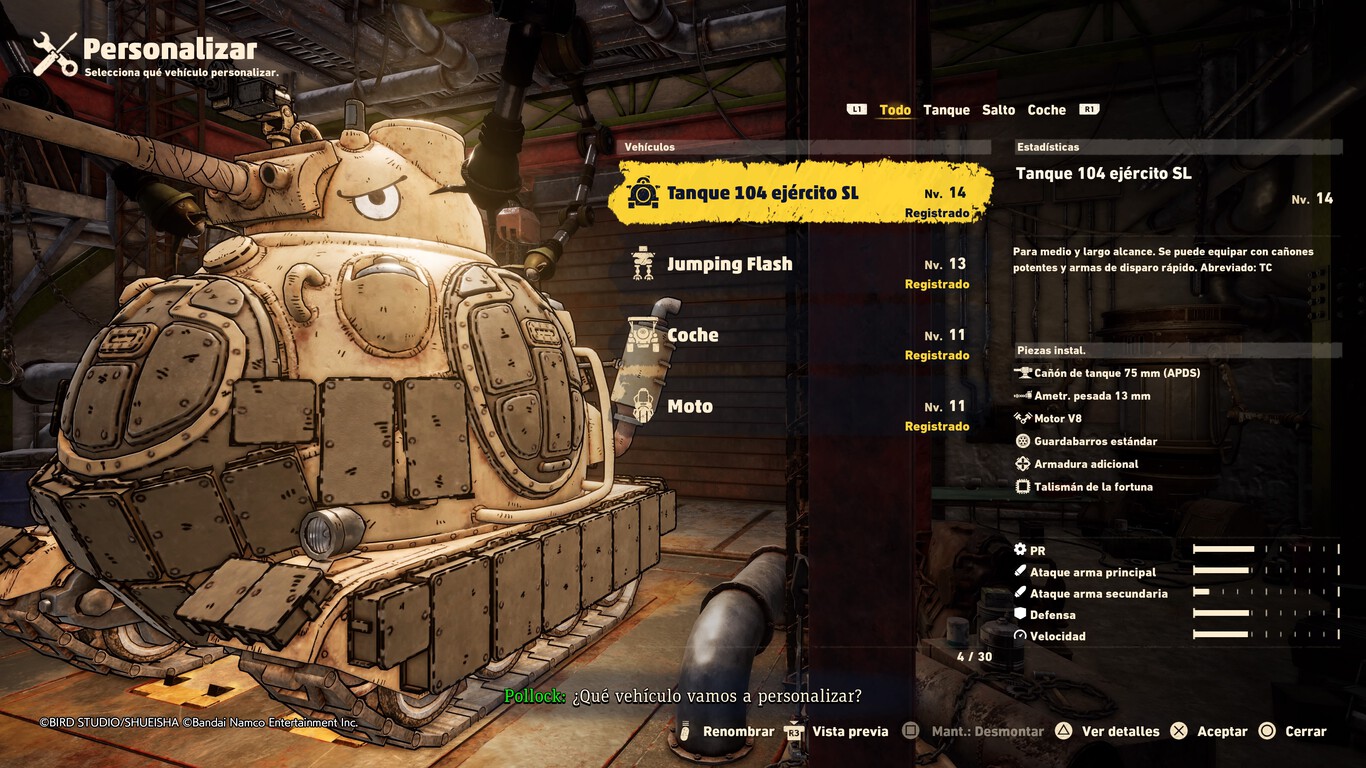 Personalizar
Selecciona qué vehículo personalizar.
L1 Todo Tanque Salto Coche R1
Vehículos
Tanque 104 ejército SL Nv. 14
Registrado
Jumping Flash Nv. 13
Registrado
Coche Nv. 11
Registrado
Moto Nv. 11
Registrado
4 / 30
Estadísticas
Tanque 104 ejército SL
Nv. 14
Para medio y largo alcance. Se puede equipar con cañones
potentes y armas de disparo rápido. Abreviado: TC
Piezas instal.
Cañón de tanque 75 mm (APDS)
Ametr. pesada 13 mm
Motor V8
Guardabarros estándar
Armadura adicional
Talismán de la fortuna
PR
Ataque arma principal
Ataque arma secundaria
Defensa
Velocidad
Pollock: ¿Qué vehículo vamos a personalizar?
©BIRD STUDIO/SHUEISHA ©Bandai Namco Entertainment Inc.
Renombrar R3 Vista previa Mant.: Desmontar Ver detalles Aceptar Cerrar